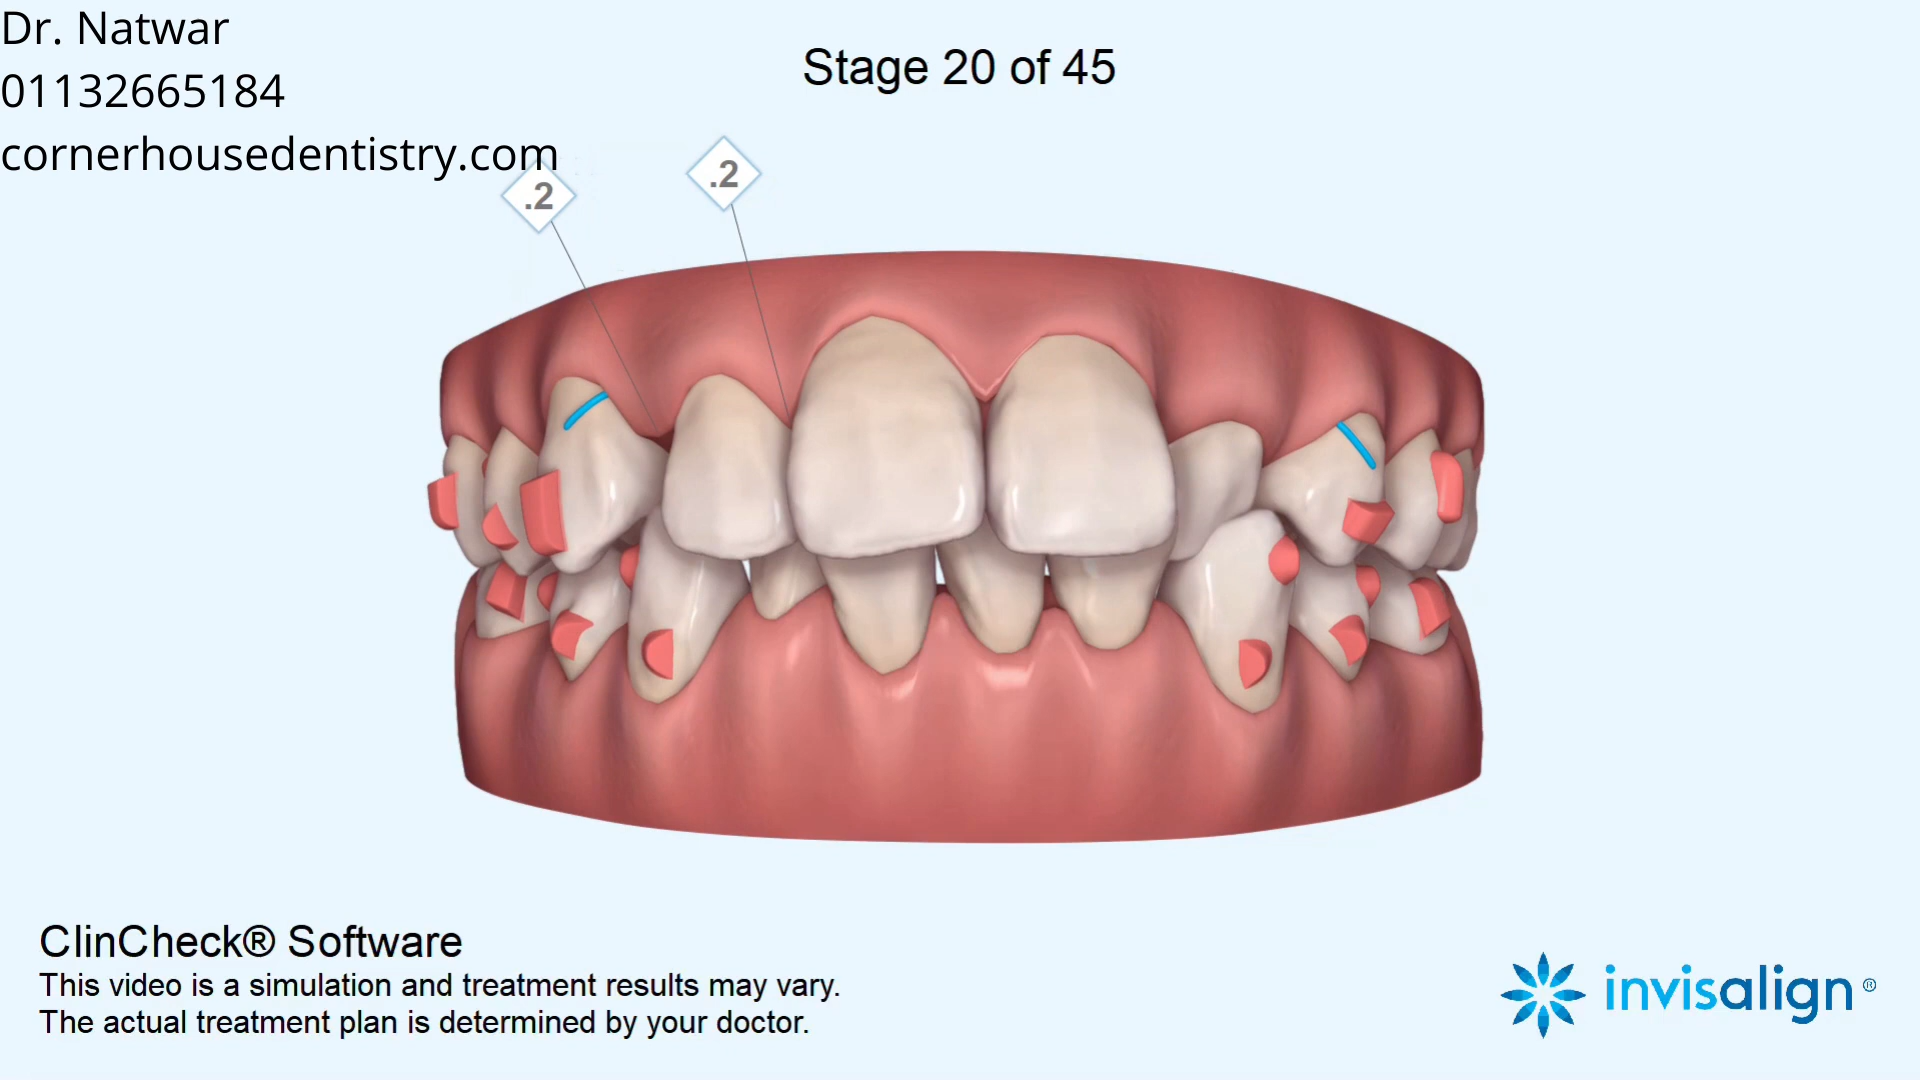 Dr. Natwar
01132665184
cornerhousedentistry.com
Stage 20 of 45
.2
.2
ClinCheck® Software
This video is a simulation and treatment results may vary.
The actual treatment plan is determined by your doctor.
invisalign®